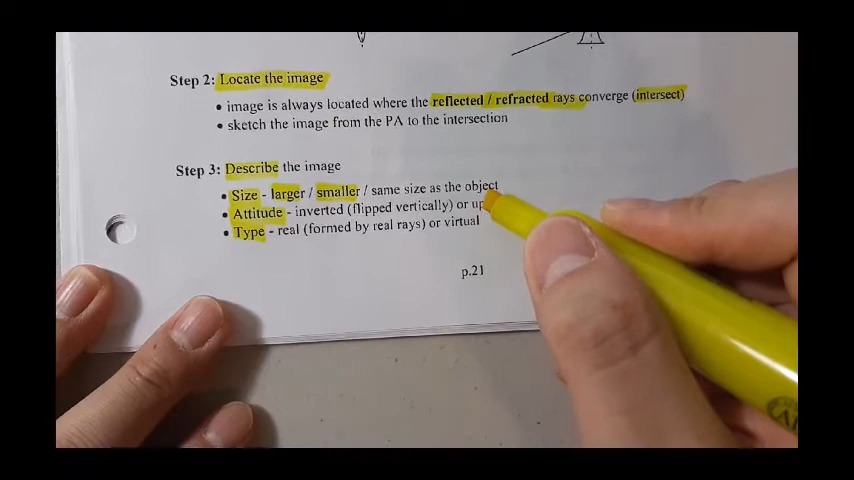 Step 2: Locate the image
• image is always located where the reflected / refracted rays converge (intersect)
• sketch the image from the PA to the intersection
Step 3: Describe the image
• Size - larger / smaller / same size as the object
• Attitude - inverted (flipped vertically) or
• Type - real (formed by real rays) or virtual
p.21